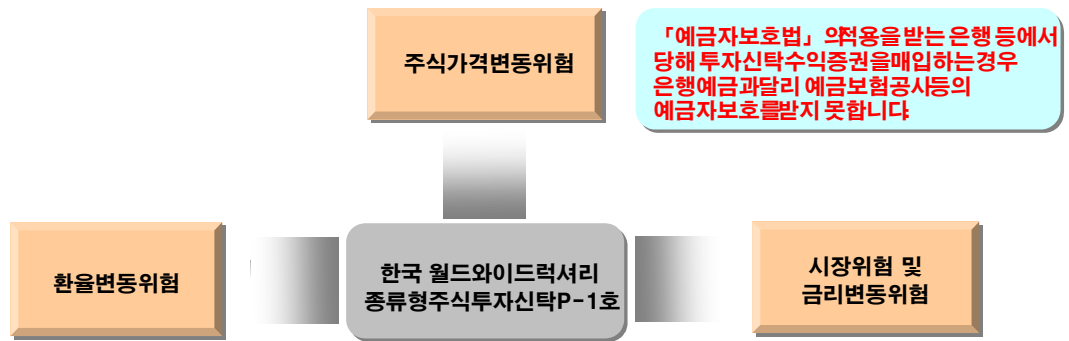 주식가격변동위험
「예금자보호법」 의적용을 받는 은행 등에서
당해 투자신탁수익증권을매입하는경우
은행예금과달리 예금보험공사등의
예금자보호를받지 못합니다.
환율변동위험
한국 월드와이드럭셔리
종류형주식투자신탁P-1호
시장위험 및
금리변동위험